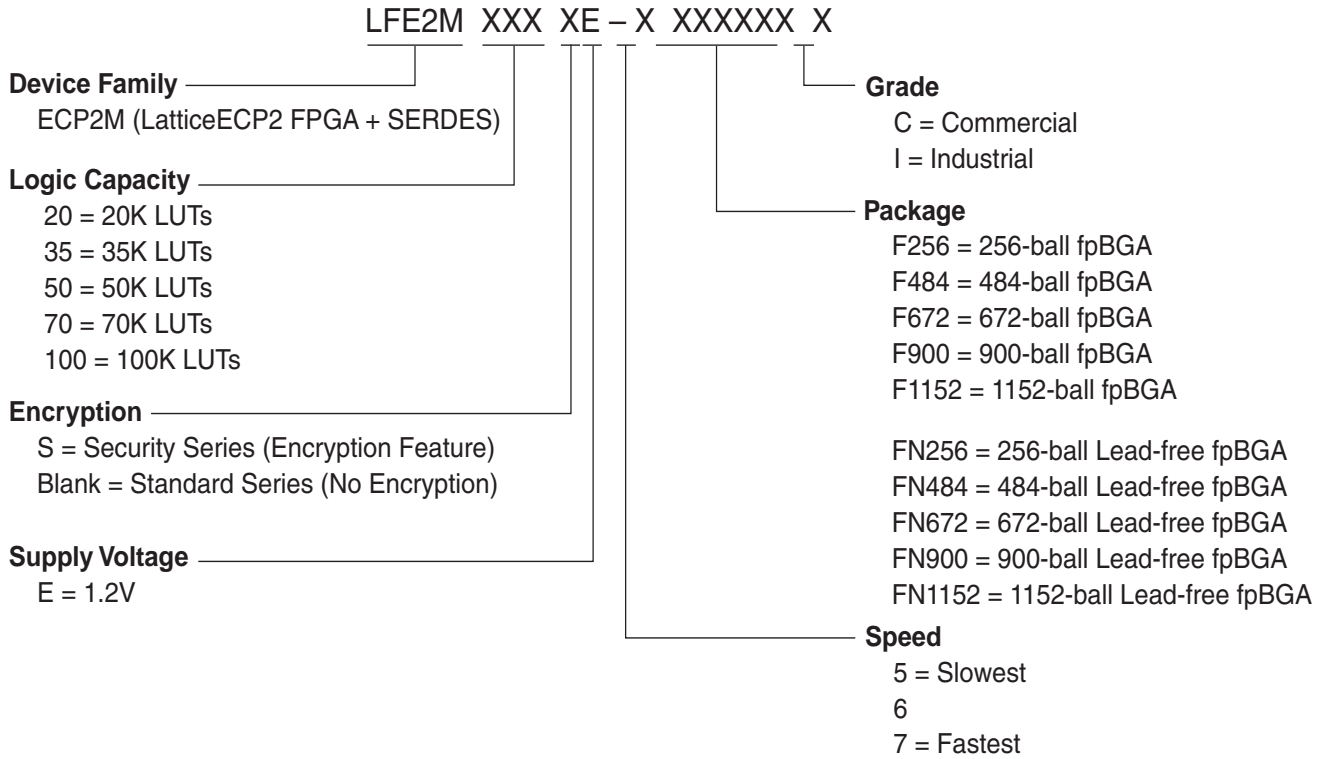 LFE2M XXX XE – X XXXXXX X
Device Family
ECP2M (LatticeECP2 FPGA + SERDES)
Logic Capacity
20 = 20K LUTs
35 = 35K LUTs
50 = 50K LUTs
70 = 70K LUTs
100 = 100K LUTs
Encryption
S = Security Series (Encryption Feature)
Blank = Standard Series (No Encryption)
Supply Voltage
E = 1.2V
Grade
C = Commercial
I = Industrial
Package
F256 = 256-ball fpBGA
F484 = 484-ball fpBGA
F672 = 672-ball fpBGA
F900 = 900-ball fpBGA
F1152 = 1152-ball fpBGA
FN256 = 256-ball Lead-free fpBGA
FN484 = 484-ball Lead-free fpBGA
FN672 = 672-ball Lead-free fpBGA
FN900 = 900-ball Lead-free fpBGA
FN1152 = 1152-ball Lead-free fpBGA
Speed
5 = Slowest
6
7 = Fastest